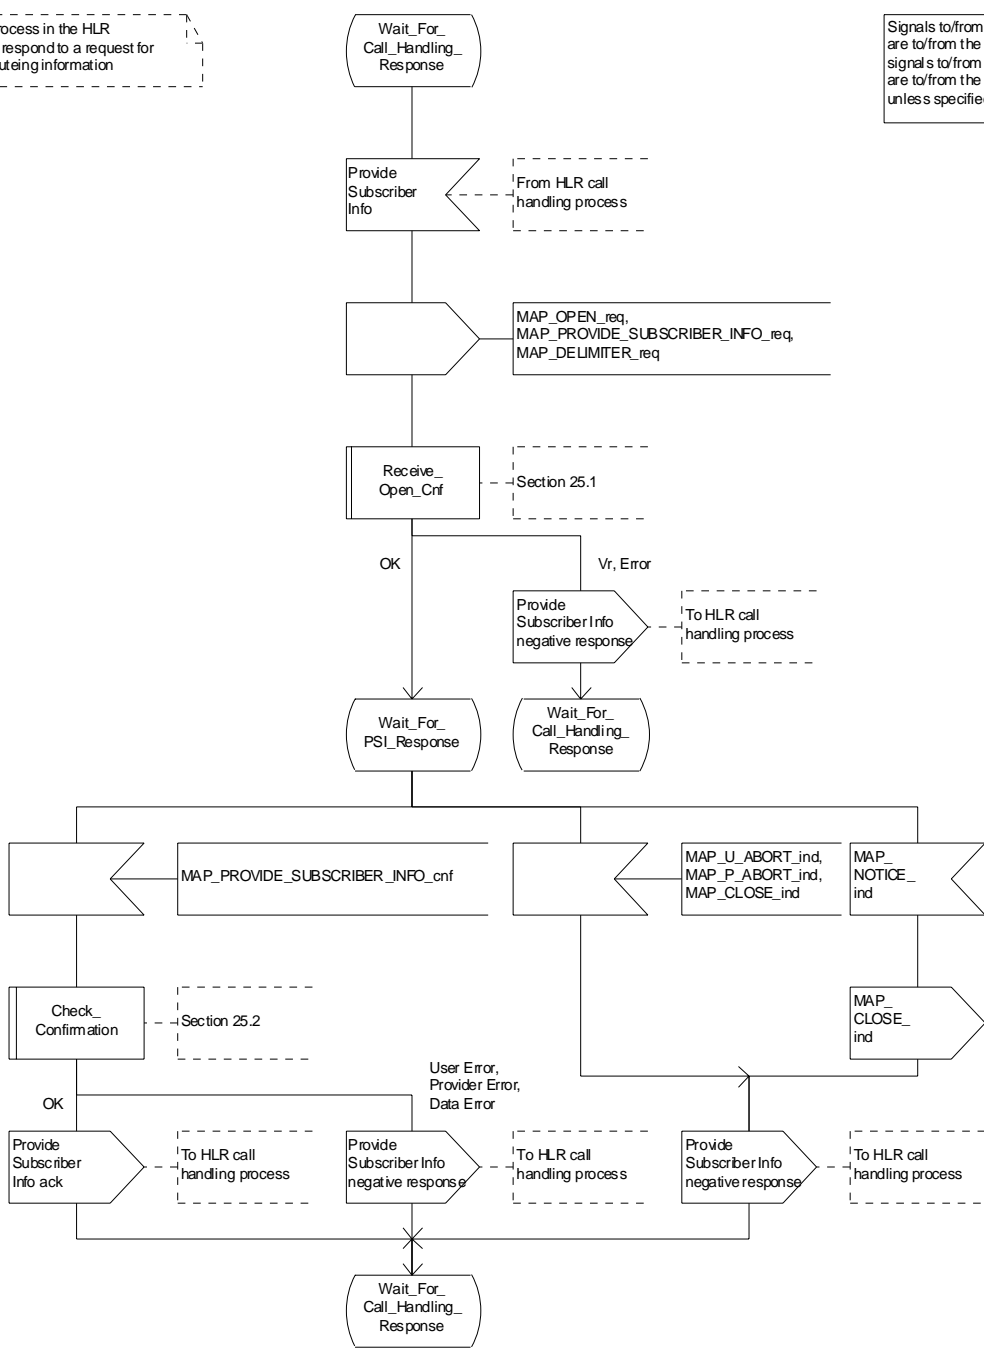 rocess in the HLR
respond to a request for
uteing information
Wait_For_
Call_Handling_
Response
Signals to/from
are to/from the
signals to/from
are to/from the
unless specifie
Provide
Subscriber
Info
From HLR call
handling process
MAP_OPEN_req,
MAP_PROVIDE_SUBSCRIBER_INFO_req,
MAP_DELIMITER_req
Receive_
Open_Cnf
Section 25.1
OK
Vr, Error
Provide
Subscriber Info
negative response
To HLR call
handling process
Wait_For_
PSI_Response
Wait_For_
Call_Handling_
Response
MAP_PROVIDE_SUBSCRIBER_INFO_cnf
MAP_U_ABORT_ind,
MAP_P_ABORT_ind,
MAP_CLOSE_ind
MAP_
NOTICE_
ind
Check_
Confirmation
Section 25.2
MAP_
CLOSE_
ind
User Error,
Provider Error,
Data Error
OK
Provide
Subscriber
Info ack
To HLR call
handling process
Provide
Subscriber Info
negative response
To HLR call
handling process
Provide
Subscriber Info
negative response
To HLR call
handling process
Wait_For_
Call_Handling_
Response